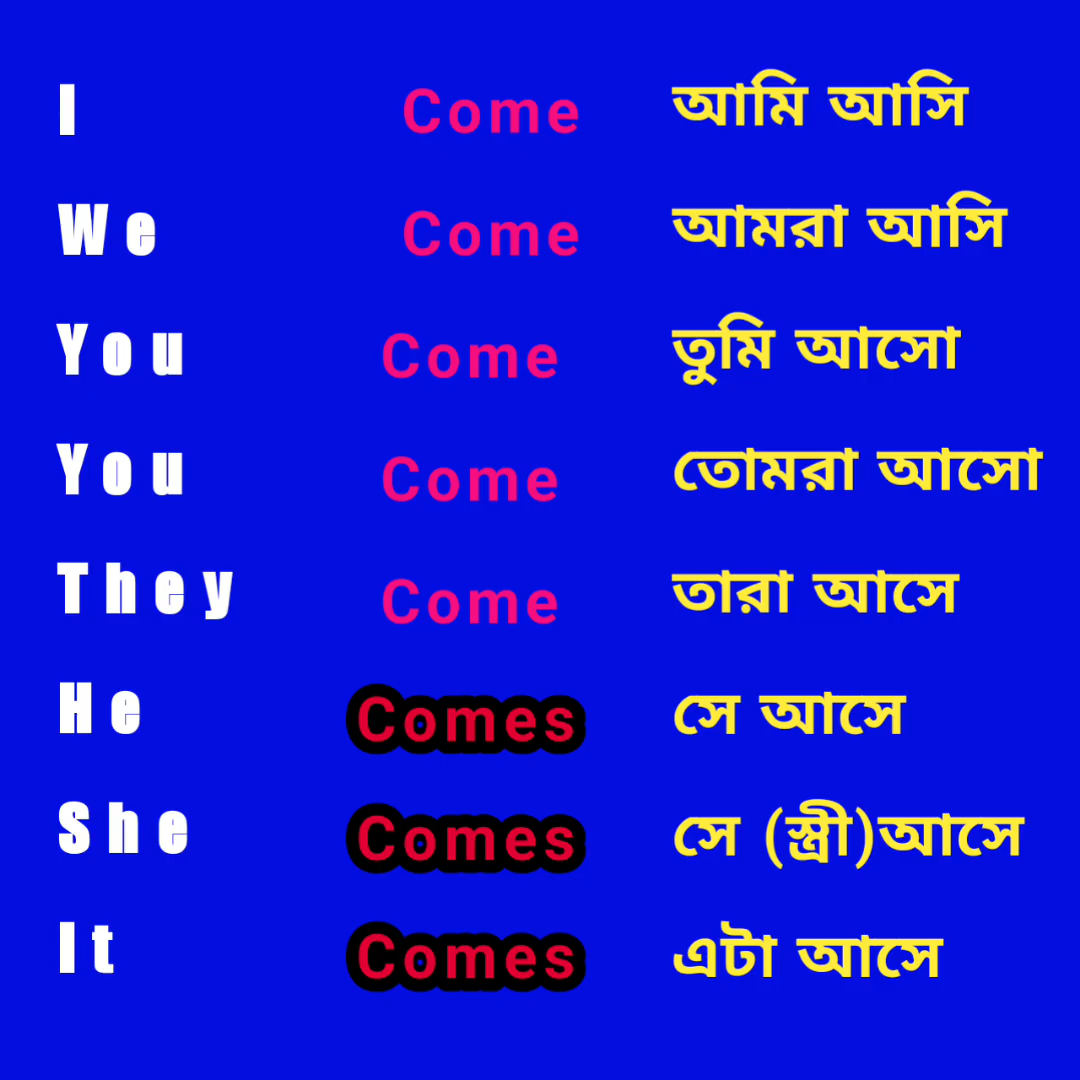 I Come আমি আসি
We Come আমরা আসি
You Come তুমি আসো
You Come তোমরা আসো
They Come তারা আসে
He Comes সে আসে
She Comes সে (স্ত্রী)আসে
It Comes এটা আসে